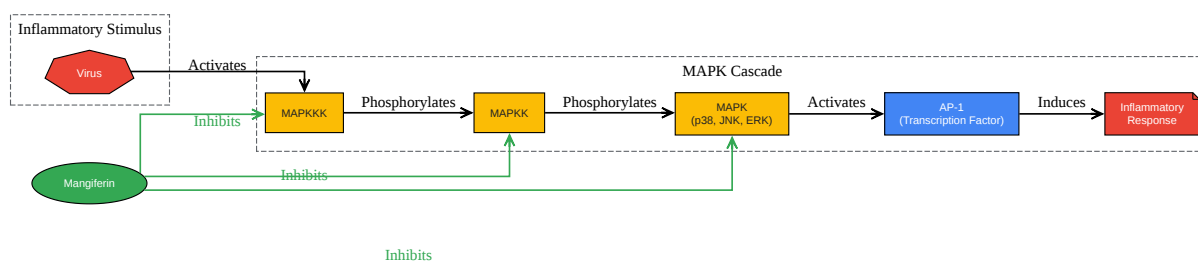 Inflammatory Stimulus
Virus
Activates
MAPK Cascade
MAPKKK
Phosphorylates
MAPKK
Phosphorylates
MAPK
(p38, JNK, ERK)
Activates
AP-1
(Transcription Factor)
Induces
Inflammatory
Response
Inhibits
Mangiferin
Inhibits
Inhibits